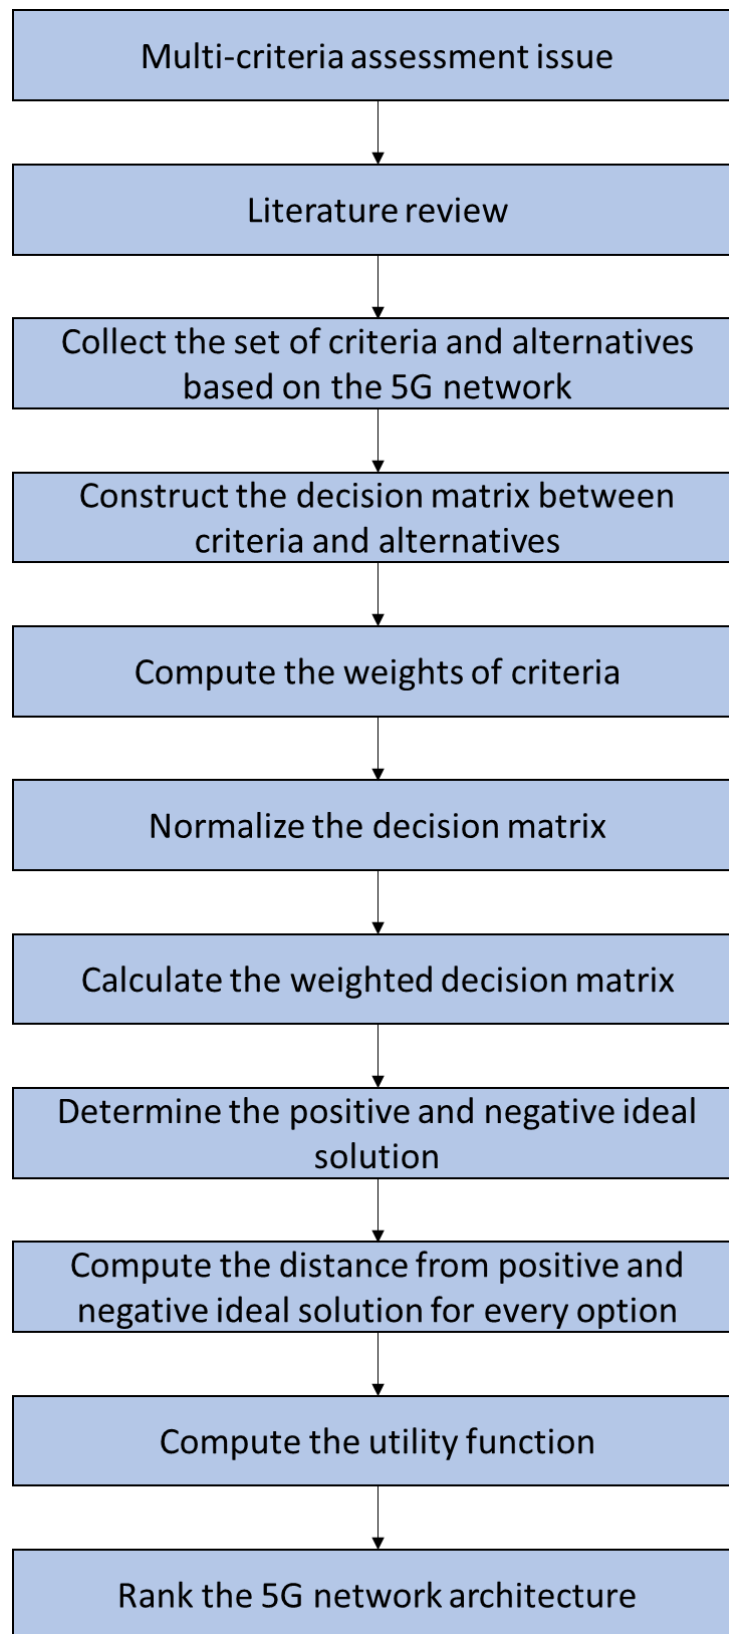 Multi-criteria assessment issue
Literature review
Collect the set of criteria and alternatives
based on the 5G network
Construct the decision matrix between
criteria and alternatives
Compute the weights of criteria
Normalize the decision matrix
Calculate the weighted decision matrix
Determine the positive and negative ideal
solution
Compute the distance from positive and
negative ideal solution for every option
Compute the utility function
Rank the 5G network architecture